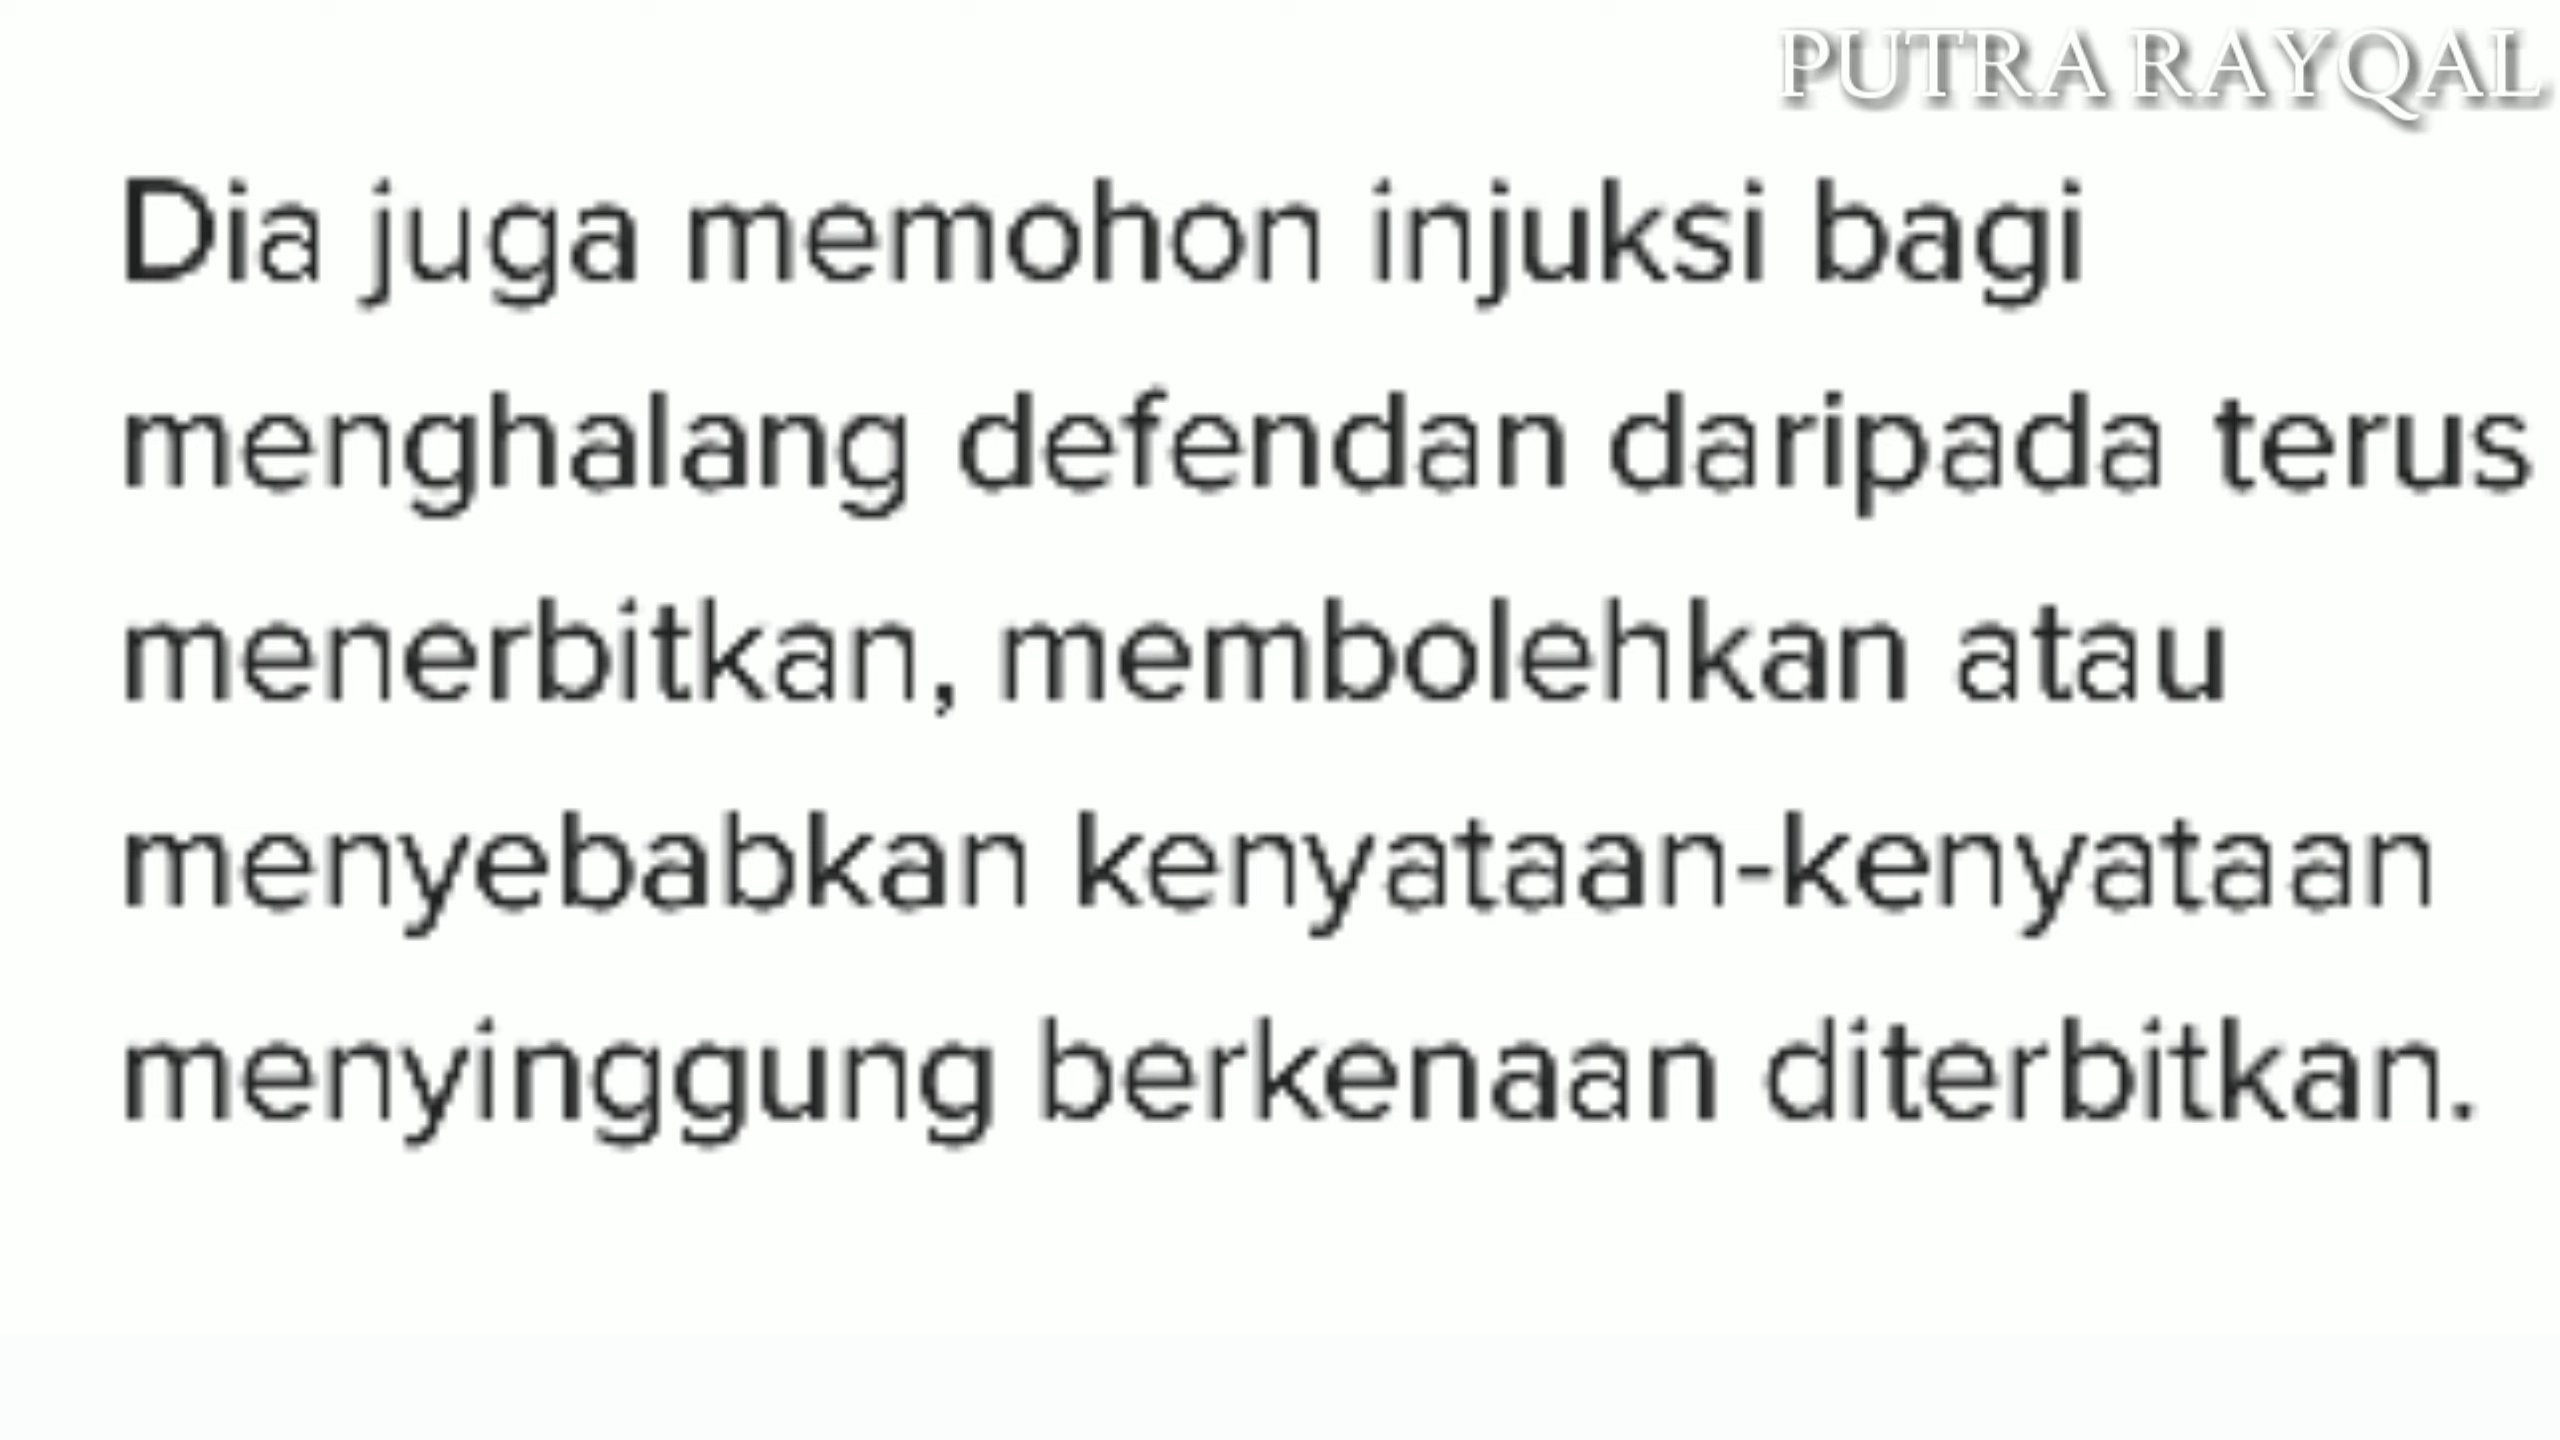 PUTRA RAYQAL
Dia juga memohon injuksi bagi
menghalang defendan daripada terus
menerbitkan, membolehkan atau
menyebabkan kenyataan-kenyataan
menyinggung berkenaan diterbitkan.